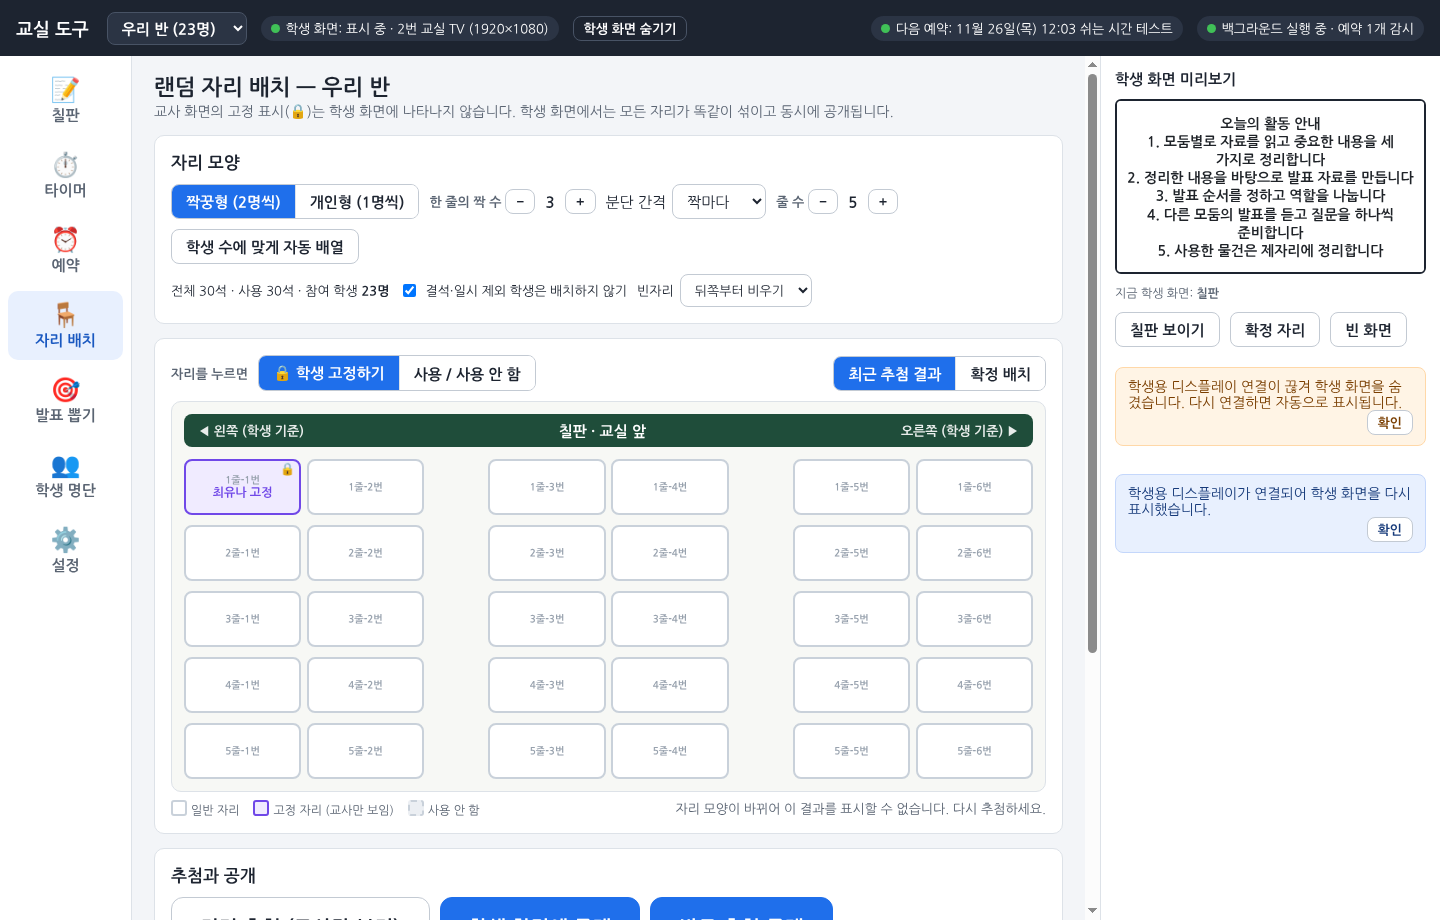 교실 도구
우리 반 (23명)
학생 화면: 표시 중 · 2번 교실 TV (1920×1080)
학생 화면 숨기기
다음 예약: 11월 26일(목) 12:03 쉬는 시간 테스트
백그라운드 실행 중 · 예약 1개 감시
칠판
타이머
예약
자리 배치
발표 뽑기
학생 명단
설정
랜덤 자리 배치 — 우리 반
교사 화면의 고정 표시(🔒)는 학생 화면에 나타나지 않습니다. 학생 화면에서는 모든 자리가 똑같이 섞이고 동시에 공개됩니다.
자리 모양
짝꿍형 (2명씩) 개인형 (1명씩) 한 줄의 짝 수 − 3 + 분단 간격 짝마다 줄 수 − 5 +
학생 수에 맞게 자동 배열
전체 30석 · 사용 30석 · 참여 학생 23명 결석·일시 제외 학생은 배치하지 않기 빈자리 뒤쪽부터 비우기
자리를 누르면 🔒 학생 고정하기 사용 / 사용 안 함 최근 추첨 결과 확정 배치
◀ 왼쪽 (학생 기준) 칠판 · 교실 앞 오른쪽 (학생 기준) ▶
1줄-1번 1줄-2번 1줄-3번 1줄-4번 1줄-5번 1줄-6번
최유나 고정
2줄-1번 2줄-2번 2줄-3번 2줄-4번 2줄-5번 2줄-6번
3줄-1번 3줄-2번 3줄-3번 3줄-4번 3줄-5번 3줄-6번
4줄-1번 4줄-2번 4줄-3번 4줄-4번 4줄-5번 4줄-6번
5줄-1번 5줄-2번 5줄-3번 5줄-4번 5줄-5번 5줄-6번
일반 자리 고정 자리 (교사만 보임) 사용 안 함 자리 모양이 바뀌어 이 결과를 표시할 수 없습니다. 다시 추첨하세요.
추첨과 공개
학생 화면 미리보기
오늘의 활동 안내
1. 모둠별로 자료를 읽고 중요한 내용을 세
가지로 정리합니다
2. 정리한 내용을 바탕으로 발표 자료를 만듭니다
3. 발표 순서를 정하고 역할을 나눕니다
4. 다른 모둠의 발표를 듣고 질문을 하나씩
준비합니다
5. 사용한 물건은 제자리에 정리합니다
지금 학생 화면: 칠판
칠판 보이기 확정 자리 빈 화면
학생용 디스플레이 연결이 끊겨 학생 화면을 숨
겼습니다. 다시 연결하면 자동으로 표시됩니다.
확인
학생용 디스플레이가 연결되어 학생 화면을 다시
표시했습니다.
확인